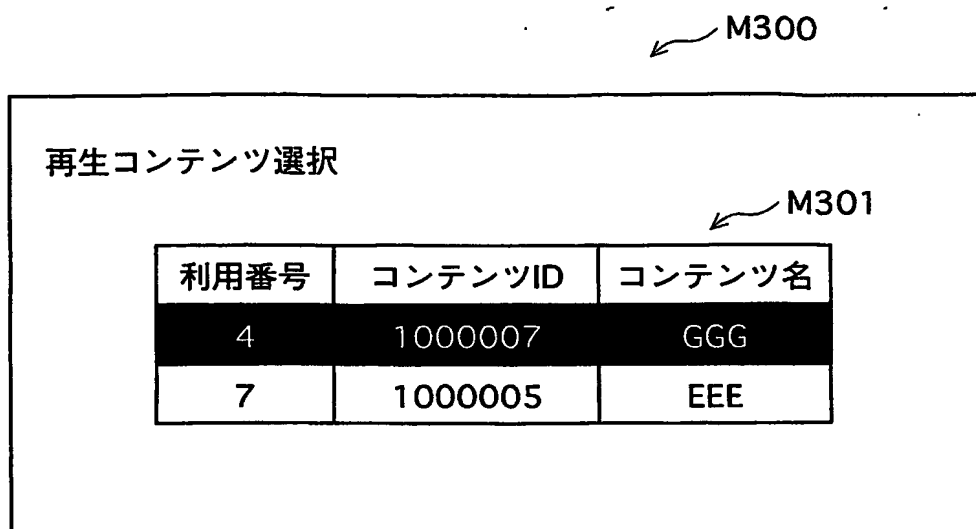 M300
再生コンテンツ選択
M301
利用番号 コンテンツID コンテンツ名
4 1000007 GGG
7 1000005 EEE